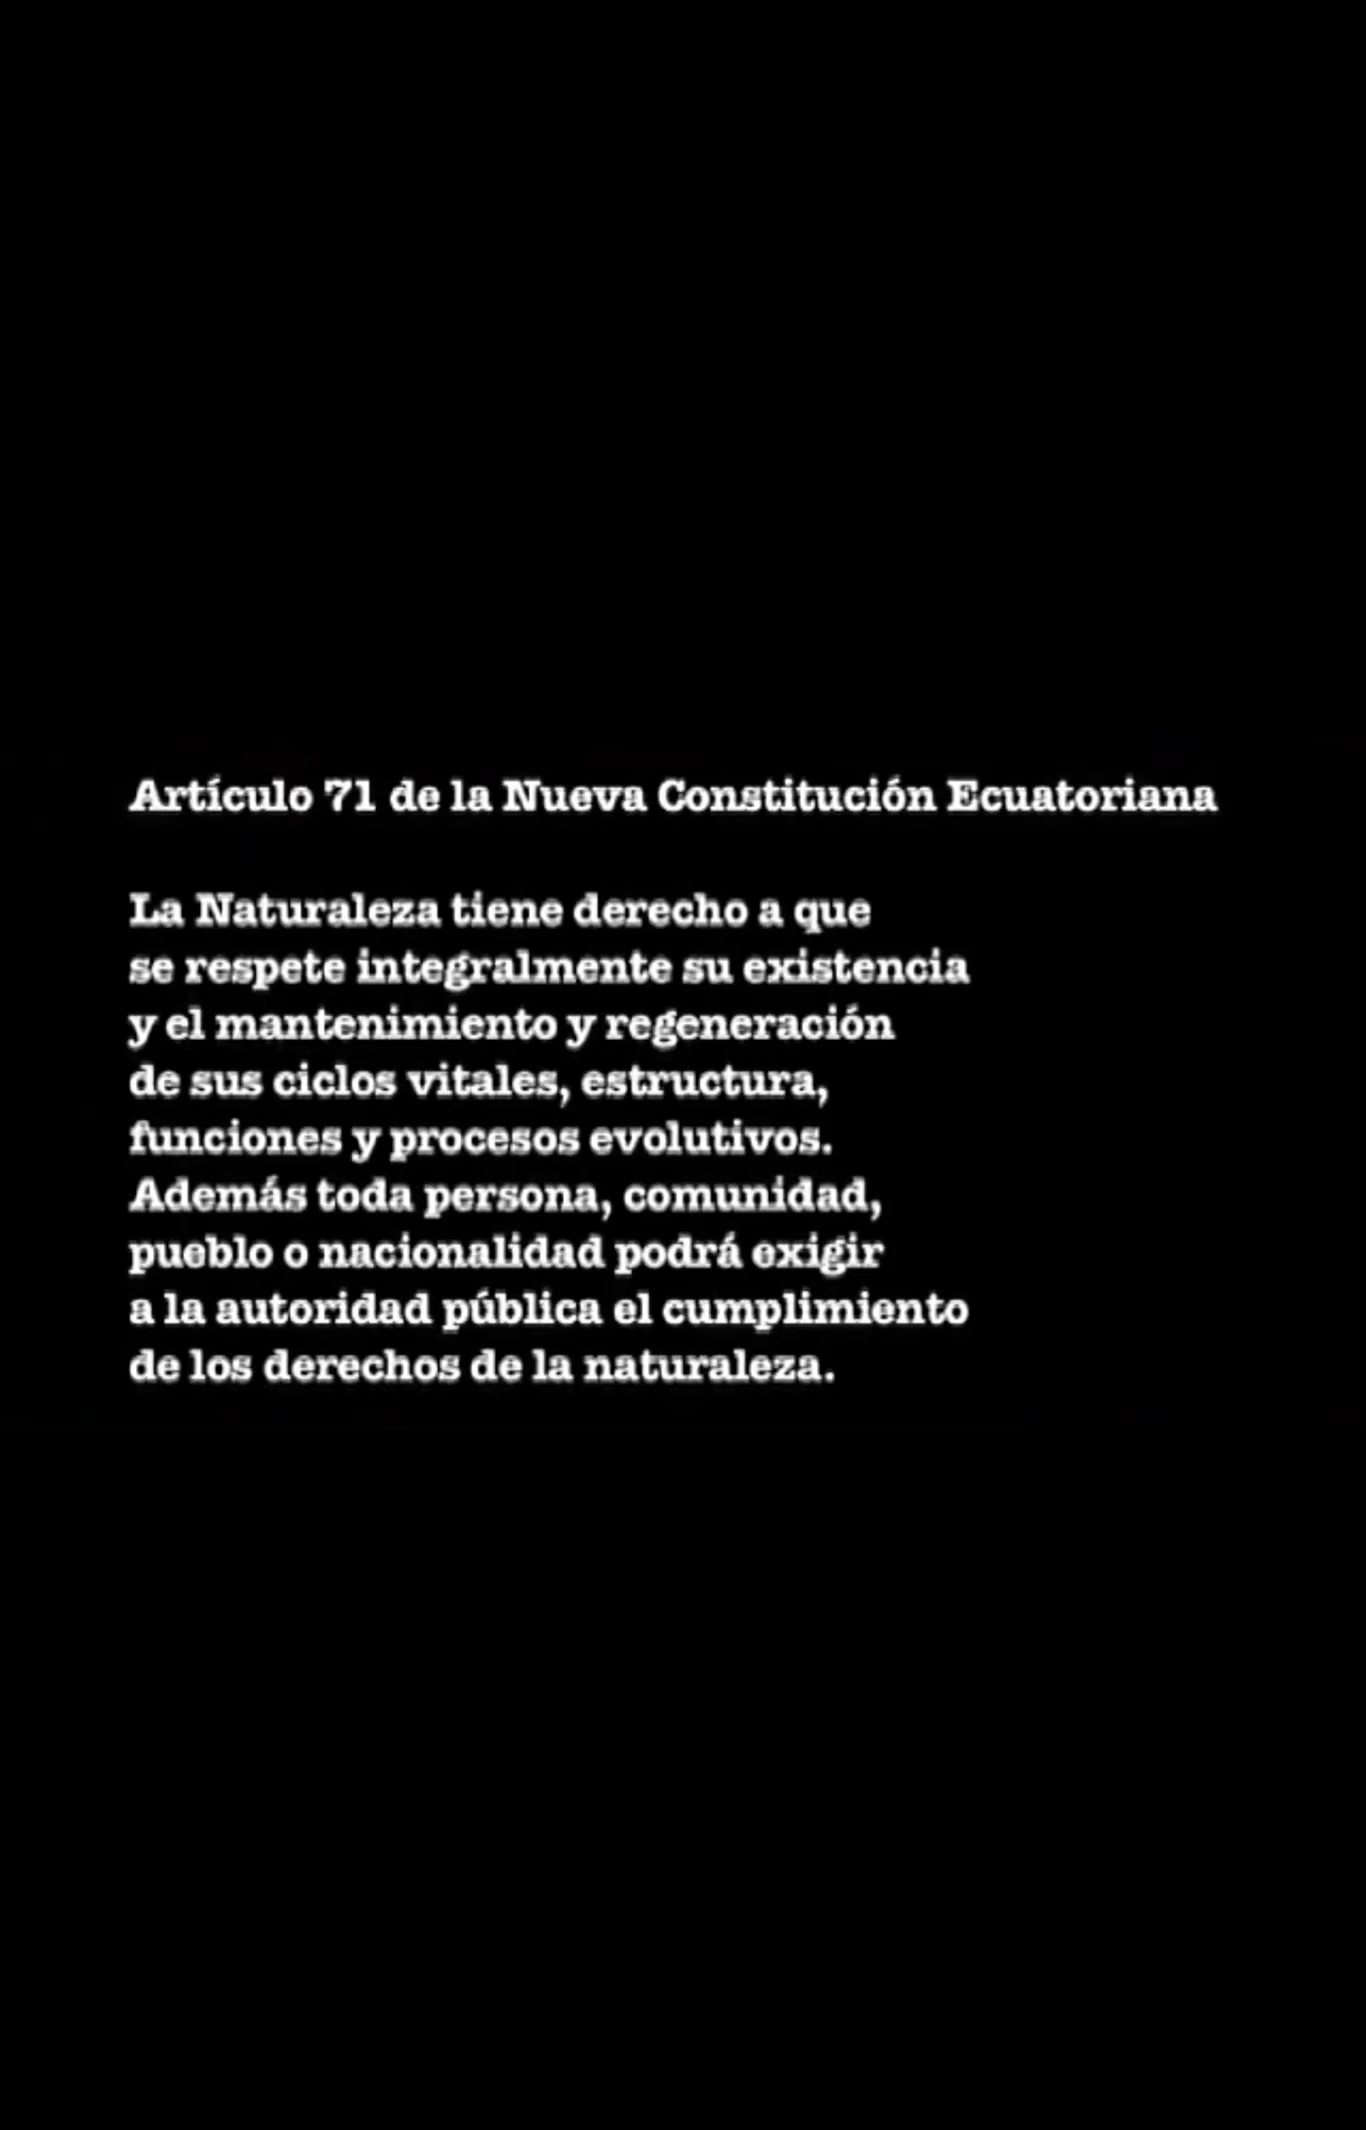 Artículo 71 de la Nueva Constitución Ecuatoriana
La Naturaleza tiene derecho a que
se respete integralmente su existencia
y el mantenimiento y regeneración
de sus ciclos vitales, estructura,
funciones y procesos evolutivos.
Además toda persona, comunidad,
pueblo o nacionalidad podrá exigir
a la autoridad pública el cumplimiento
de los derechos de la naturaleza.